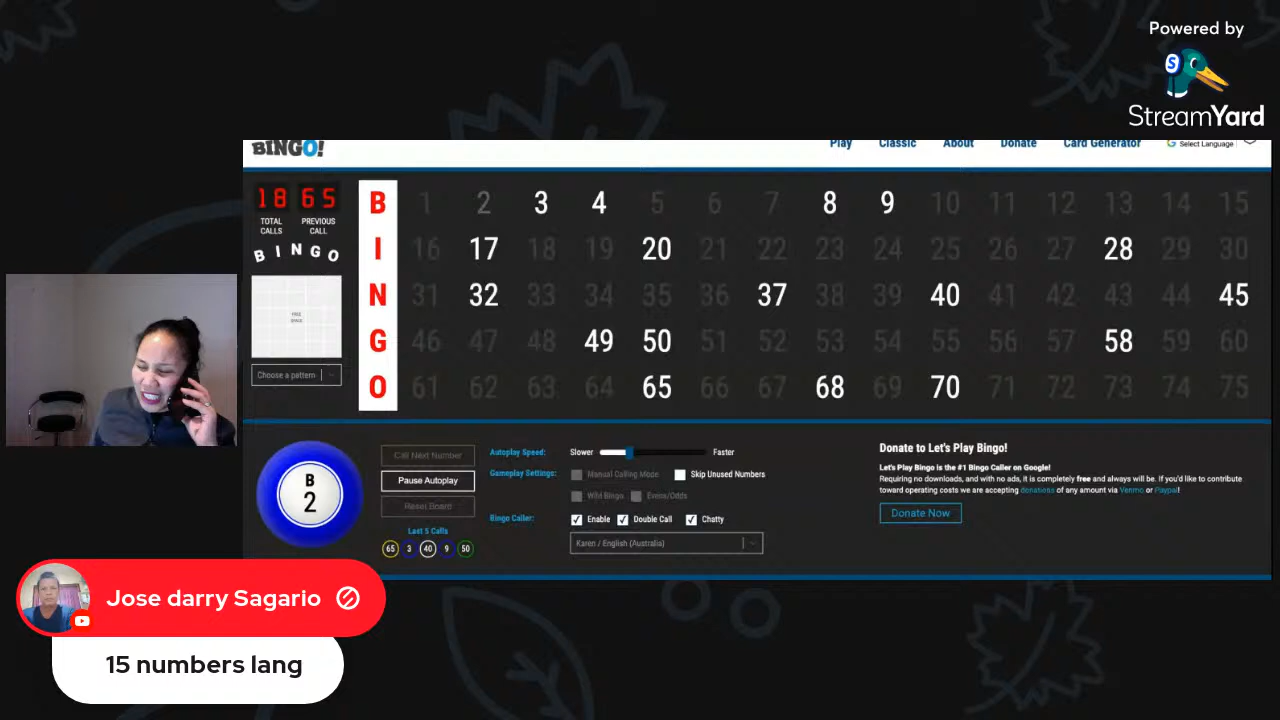 Powered by
StreamYard
BINGO!
Play Classic About Donate Card Generator Select Language
18 65
TOTAL CALLS PREVIOUS CALL
BINGO
FREE SPACE
Choose a pattern
B 1 2 3 4 5 6 7 8 9 10 11 12 13 14 15
I 16 17 18 19 20 21 22 23 24 25 26 27 28 29 30
N 31 32 33 34 35 36 37 38 39 40 41 42 43 44 45
G 46 47 48 49 50 51 52 53 54 55 56 57 58 59 60
O 61 62 63 64 65 66 67 68 69 70 71 72 73 74 75
B
2
Call Next Number
Pause Autoplay
Reset Board
Last 5 Calls
65 3 40 9 50
Autoplay Speed: Slower Faster
Gameplay Settings: Manual Calling Mode Skip Unused Numbers
Wild Bingo Evens/Odds
Bingo Caller: Enable Double Call Chatty
Karen / English (Australia)
Donate to Let's Play Bingo!
Let's Play Bingo is the #1 Bingo Caller on Google!
Requiring no downloads, and with no ads, it is completely free and always will be. If you'd like to contribute
toward operating costs we are accepting donations of any amount via Venmo or Paypal!
Donate Now
Jose darry Sagario
15 numbers lang